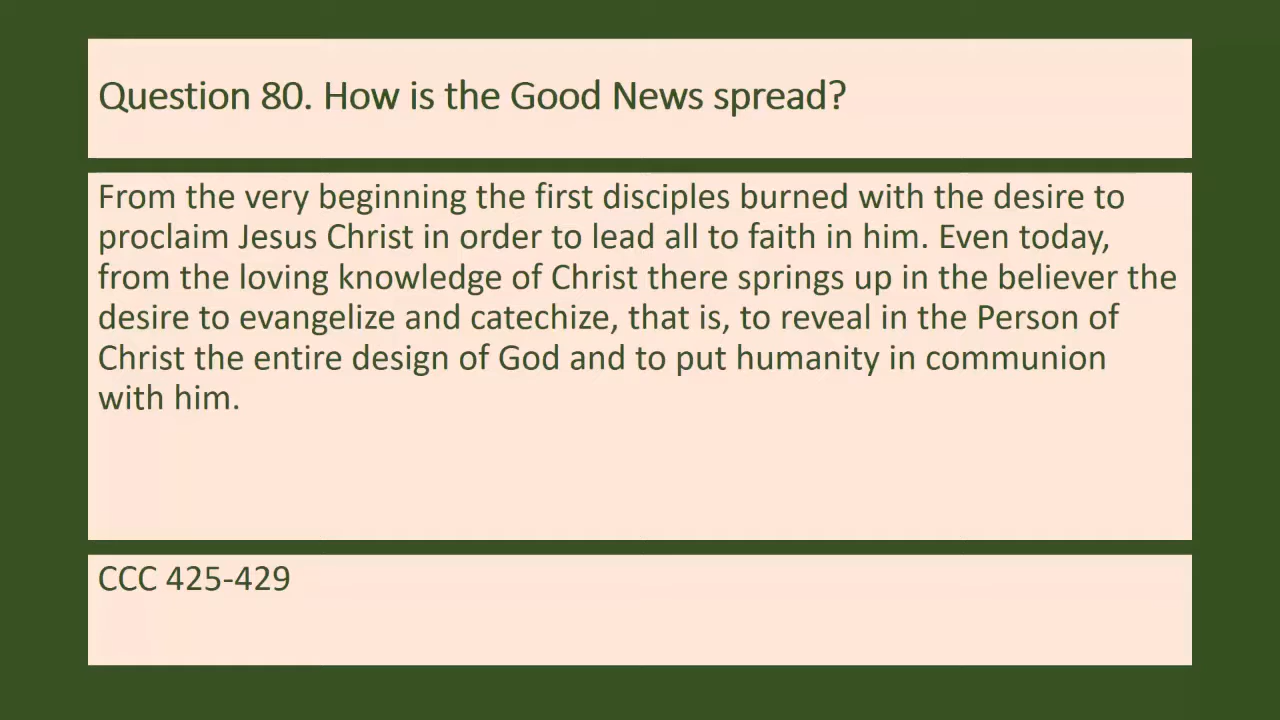 Question 80. How is the Good News spread?
From the very beginning the first disciples burned with the desire to
proclaim Jesus Christ in order to lead all to faith in him. Even today,
from the loving knowledge of Christ there springs up in the believer the
desire to evangelize and catechize, that is, to reveal in the Person of
Christ the entire design of God and to put humanity in communion
with him.
CCC 425-429